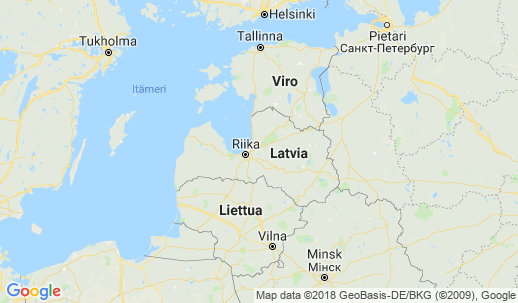 Helsinki
Tukholma
Tallinna
Pietari
Санкт-Петербург
Viro
Itämeri
Riika
Latvia
Liettua
Vilna
Minsk
Мінск
Google
Map data ©2018 GeoBasis-DE/BKG (©2009), Google